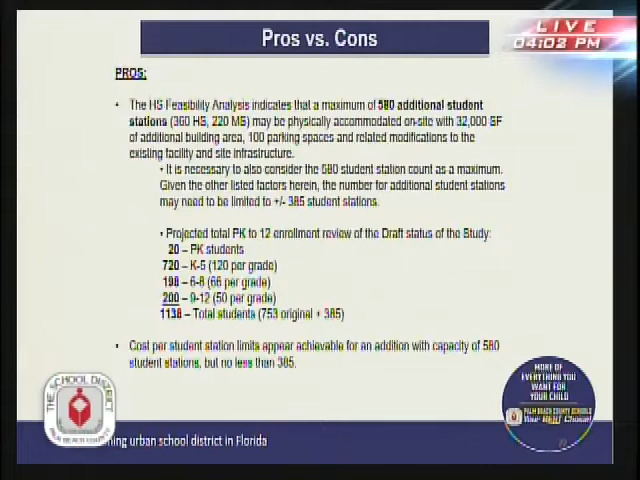 LIVE
04:02 PM
Pros vs. Cons
PROS:
• The HS Feasibility Analysis indicates that a maximum of 580 additional student
stations (360 HS, 220 MS) may be physically accommodated on-site with 32,000 SF
of additional building area, 100 parking spaces and related modifications to the
existing facility and site infrastructure.
• It is necessary to also consider the 580 student station count as a maximum.
Given the other listed factors herein, the number for additional student stations
may need to be limited to +/- 385 student stations.
• Projected total PK to 12 enrollment review of the Draft status of the Study:
20 – PK students
720 – K-5 (120 per grade)
198 – 6-8 (66 per grade)
200 – 9-12 (50 per grade)
1138 – Total students (753 original + 385)
• Cost per student station limits appear achievable for an addition with capacity of 580
student stations, but no less than 385.
THE SCHOOL DISTRICT
PALM BEACH COUNTY
ning urban school district in Florida
MORE OF
EVERYTHING YOU
WANT FOR
YOUR CHILD
PALM BEACH COUNTY SCHOOLS
Your BEST Choice!